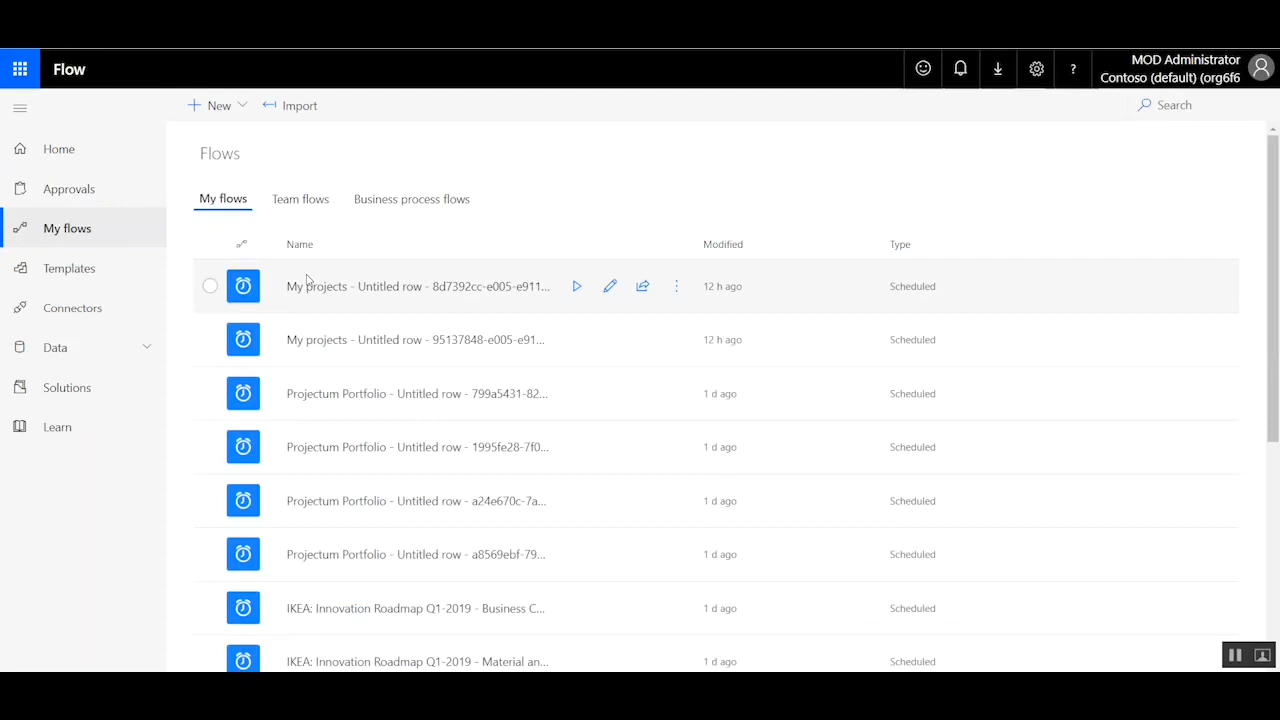 Flow
?
MOD Administrator
Contoso (default) (org6f6
New
Import
Search
Home
Approvals
My flows
Templates
Connectors
Data
Solutions
Learn
Flows
My flows Team flows Business process flows
Name Modified Type
My projects - Untitled row - 8d7392cc-e005-e911... 12 h ago Scheduled
My projects - Untitled row - 95137848-e005-e91... 12 h ago Scheduled
Projectum Portfolio - Untitled row - 799a5431-82... 1 d ago Scheduled
Projectum Portfolio - Untitled row - 1995fe28-7f0... 1 d ago Scheduled
Projectum Portfolio - Untitled row - a24e670c-7a... 1 d ago Scheduled
Projectum Portfolio - Untitled row - a8569ebf-79... 1 d ago Scheduled
IKEA: Innovation Roadmap Q1-2019 - Business C... 1 d ago Scheduled
IKEA: Innovation Roadmap Q1-2019 - Material an... 1 d ago Scheduled